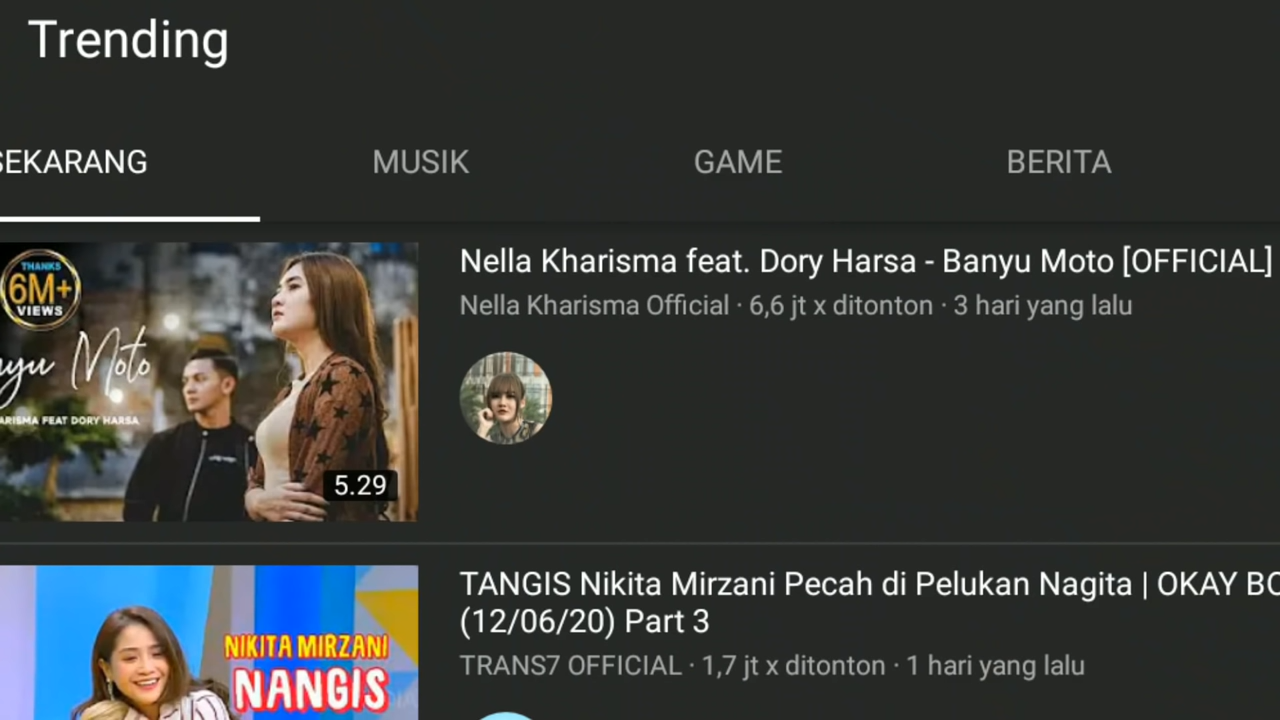 Trending
SEKARANG
MUSIK
GAME
BERITA
THANKS
6M+
VIEWS
Moto
FEAT DORY HARSA
5.29
Nella Kharisma feat. Dory Harsa - Banyu Moto [OFFICIAL]
Nella Kharisma Official · 6,6 jt x ditonton · 3 hari yang lalu
NIKITA MIRZANI
NANGIS
TANGIS Nikita Mirzani Pecah di Pelukan Nagita | OKAY BO
(12/06/20) Part 3
TRANS7 OFFICIAL · 1,7 jt x ditonton · 1 hari yang lalu